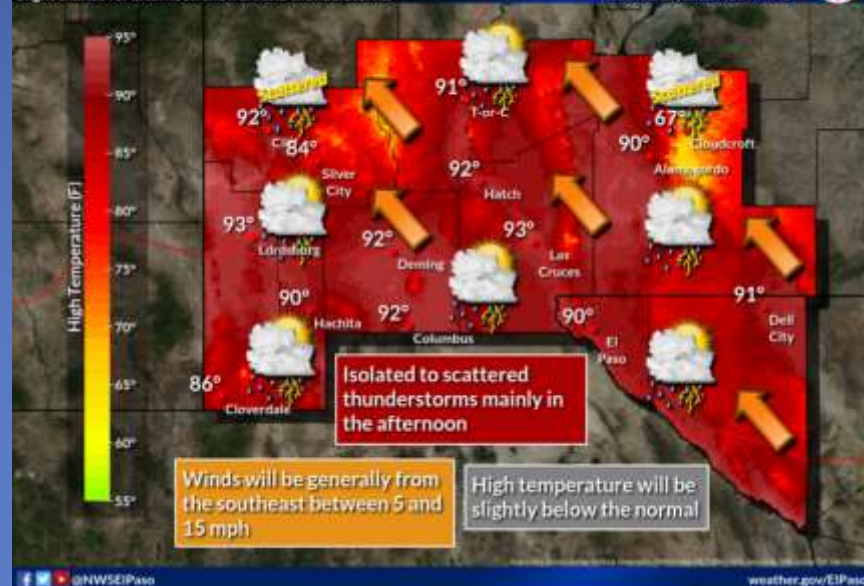 95°
90°
85°
80°
75°
70°
65°
60°
55°
High Temperature (F)
Scattered
92°
84°
Silver
City
91°
T-or-C
Scattered
67°
90°
Cloudcroft
Alamogordo
92°
Hatch
93°
Lordsburg
92°
Deming
93°
Las
Cruces
90°
Hachita
92°
Columbus
90°
El
Paso
91°
Dell
City
86°
Cloverdale
Isolated to scattered
thunderstorms mainly in
the afternoon
Winds will be generally from
the southeast between 5 and
15 mph
High temperature will be
slightly below the normal
@NWSElPaso
weather.gov/ElPaso